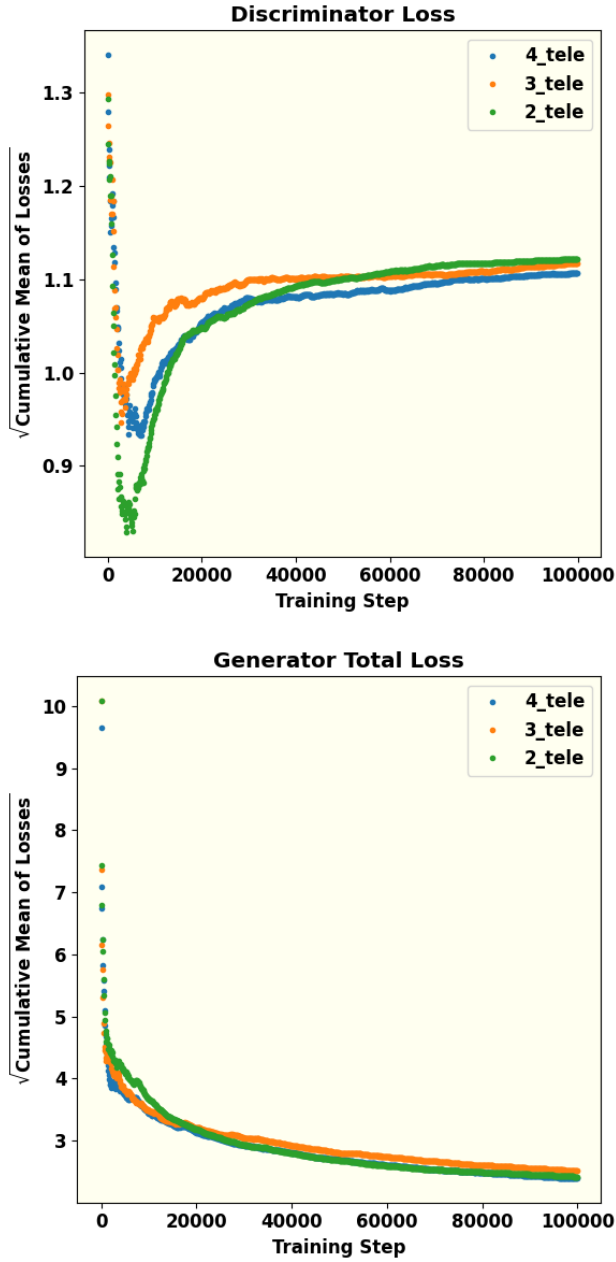 Discriminator Loss
√Cumulative Mean of Losses
1.3
1.2
1.1
1.0
0.9
4_tele
3_tele
2_tele
0 20000 40000 60000 80000 100000
Training Step
Generator Total Loss
√Cumulative Mean of Losses
10
9
8
7
6
5
4
3
4_tele
3_tele
2_tele
0 20000 40000 60000 80000 100000
Training Step